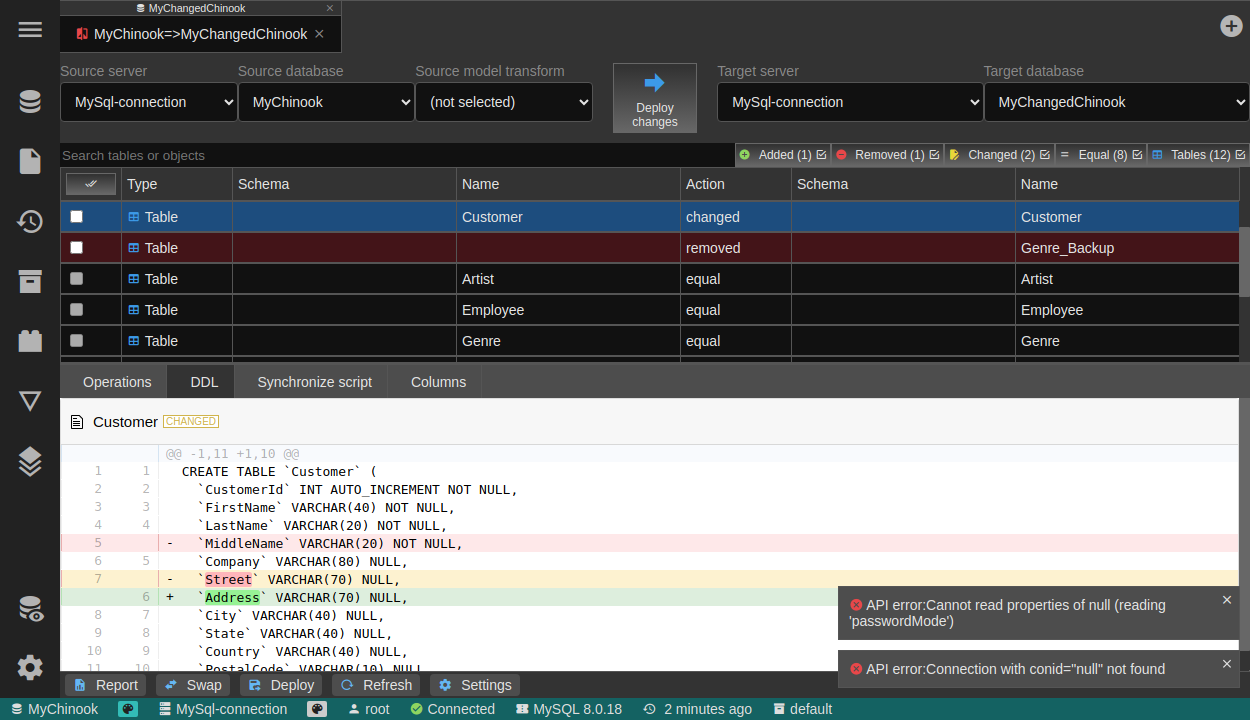 MyChangedChinook ×
MyChinook=>MyChangedChinook ×
Source server Source database Source model transform Target server Target database
MySql-connection MyChinook (not selected) Deploy changes MySql-connection MyChangedChinook
Search tables or objects Added (1) Removed (1) Changed (2) = Equal (8) Tables (12)
Type Schema Name Action Schema Name
Table Customer changed Customer
Table removed Genre_Backup
Table Artist equal Artist
Table Employee equal Employee
Table Genre equal Genre
Operations DDL Synchronize script Columns
Customer CHANGED
@@ -1,11 +1,10 @@
1 1 CREATE TABLE `Customer` (
2 2 `CustomerId` INT AUTO_INCREMENT NOT NULL,
3 3 `FirstName` VARCHAR(40) NOT NULL,
4 4 `LastName` VARCHAR(20) NOT NULL,
5 - `MiddleName` VARCHAR(20) NOT NULL,
6 5 `Company` VARCHAR(80) NULL,
7 - `Street` VARCHAR(70) NULL,
6 + `Address` VARCHAR(70) NULL,
8 7 `City` VARCHAR(40) NULL,
9 8 `State` VARCHAR(40) NULL,
10 9 `Country` VARCHAR(40) NULL,
11 10 `PostalCode` VARCHAR(10) NULL,
API error:Cannot read properties of null (reading
'passwordMode')
API error:Connection with conid="null" not found
Report Swap Deploy Refresh Settings
MyChinook MySql-connection root Connected MySQL 8.0.18 2 minutes ago default